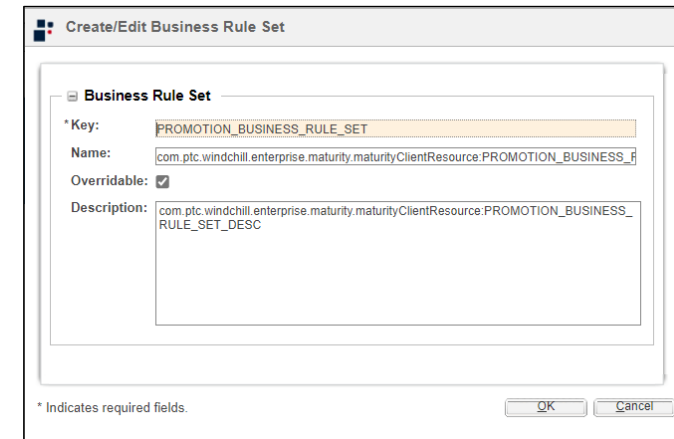 Create/Edit Business Rule Set
Business Rule Set
*Key: PROMOTION_BUSINESS_RULE_SET
Name: com.ptc.windchill.enterprise.maturity.maturityClientResource:PROMOTION_BUSINESS_
Overridable:
Description: com.ptc.windchill.enterprise.maturity.maturityClientResource:PROMOTION_BUSINESS_
RULE_SET_DESC
* Indicates required fields.
OK Cancel